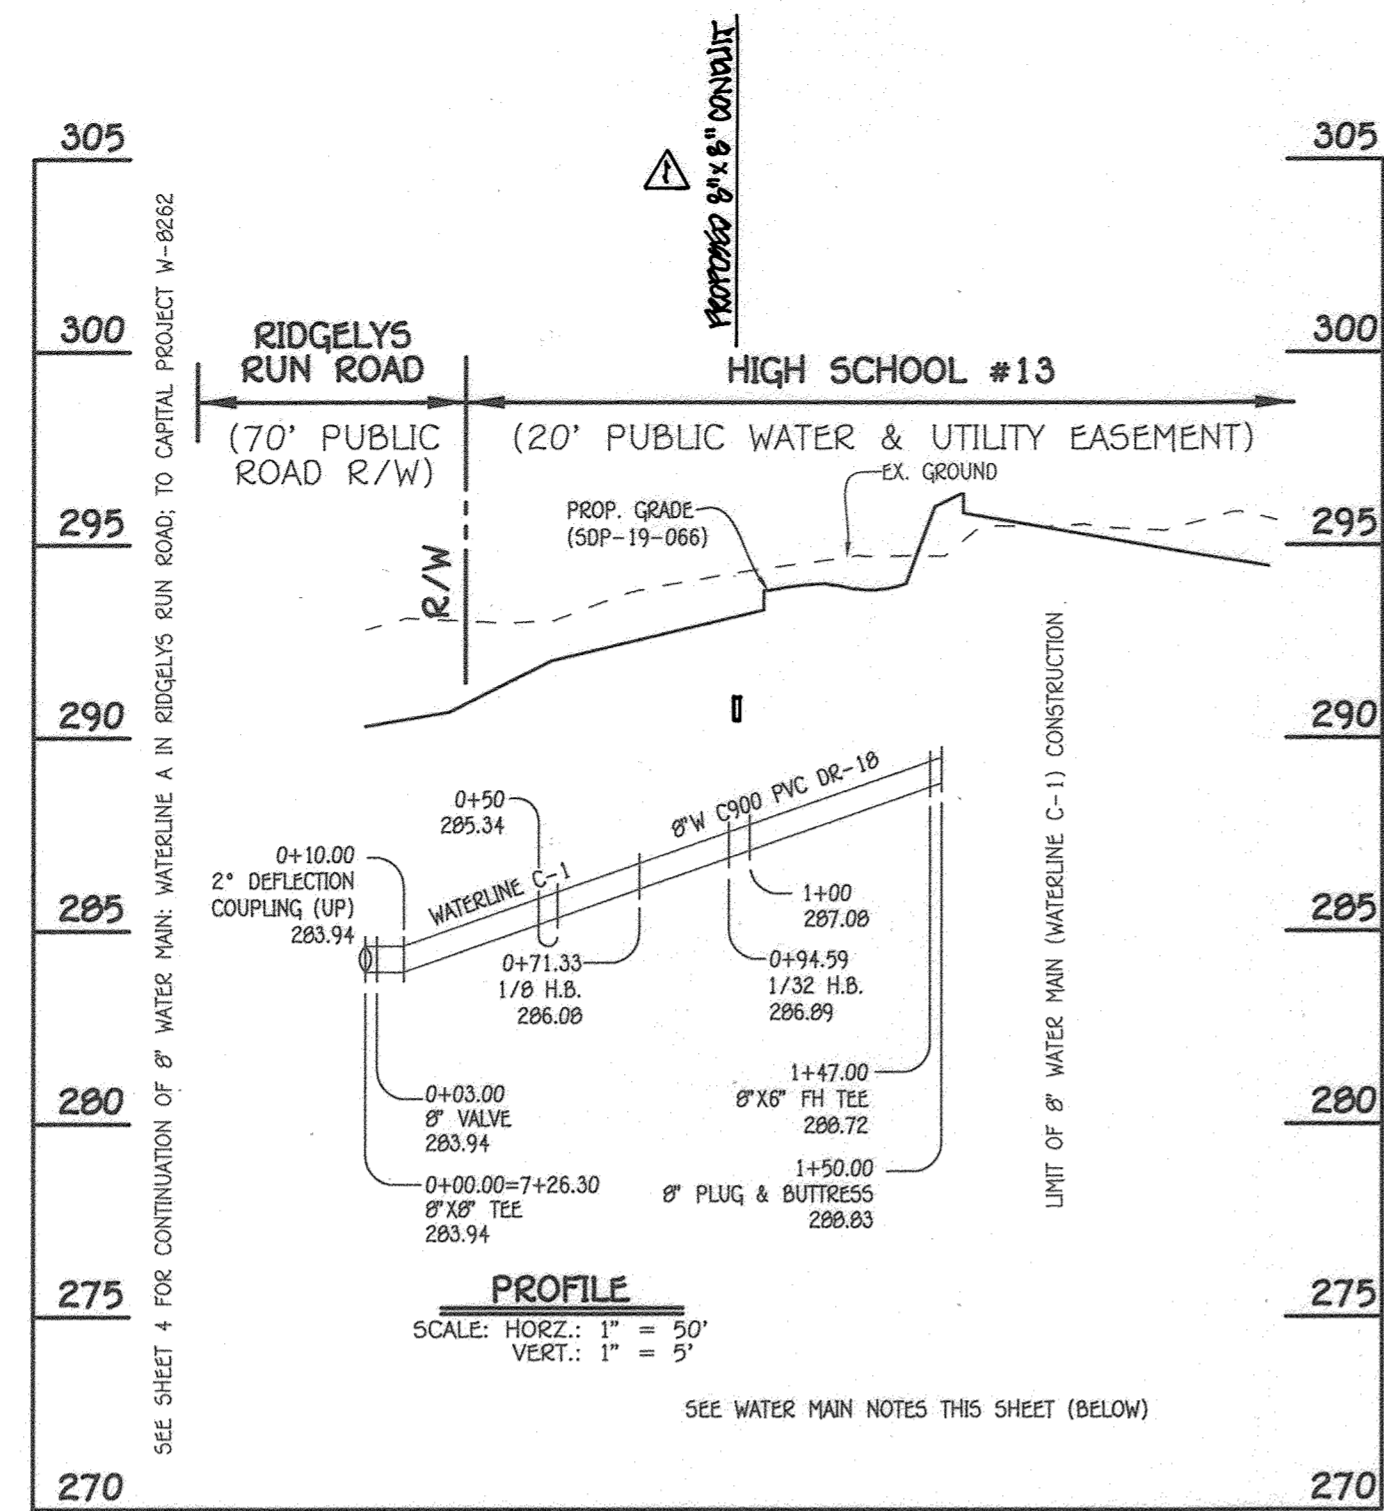 305
305
PROPOSED 8"X8" CONDUIT
1
SEE SHEET 4 FOR CONTINUATION OF 8" WATER MAIN: WATERLINE A IN RIDGELYS RUN ROAD; TO CAPITAL PROJECT W-8262
300
300
RIDGELYS
RUN ROAD
HIGH SCHOOL #13
(70' PUBLIC
ROAD R/W)
(20' PUBLIC WATER & UTILITY EASEMENT)
EX. GROUND
PROP. GRADE
(SDP-19-066)
295
295
R/W
290
290
LIMIT OF 8" WATER MAIN (WATERLINE C-1) CONSTRUCTION
8"W C900 PVC DR-18
0+50
285.34
0+10.00
2° DEFLECTION
COUPLING (UP)
283.94
WATERLINE C-1
1+00
287.08
285
285
0+71.33
1/8 H.B.
286.08
0+94.59
1/32 H.B.
286.89
1+47.00
8"X6" FH TEE
288.72
0+03.00
8" VALVE
283.94
280
280
0+00.00=7+26.30
8"X8" TEE
283.94
1+50.00
8" PLUG & BUTTRESS
288.83
275
275
PROFILE
SCALE: HORZ.: 1" = 50'
VERT.: 1" = 5'
SEE WATER MAIN NOTES THIS SHEET (BELOW)
270
270